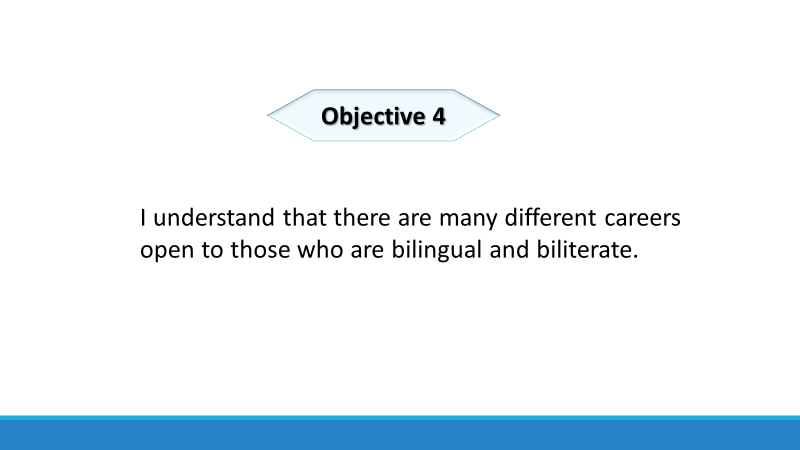 Objective 4
I understand that there are many different careers
open to those who are bilingual and biliterate.